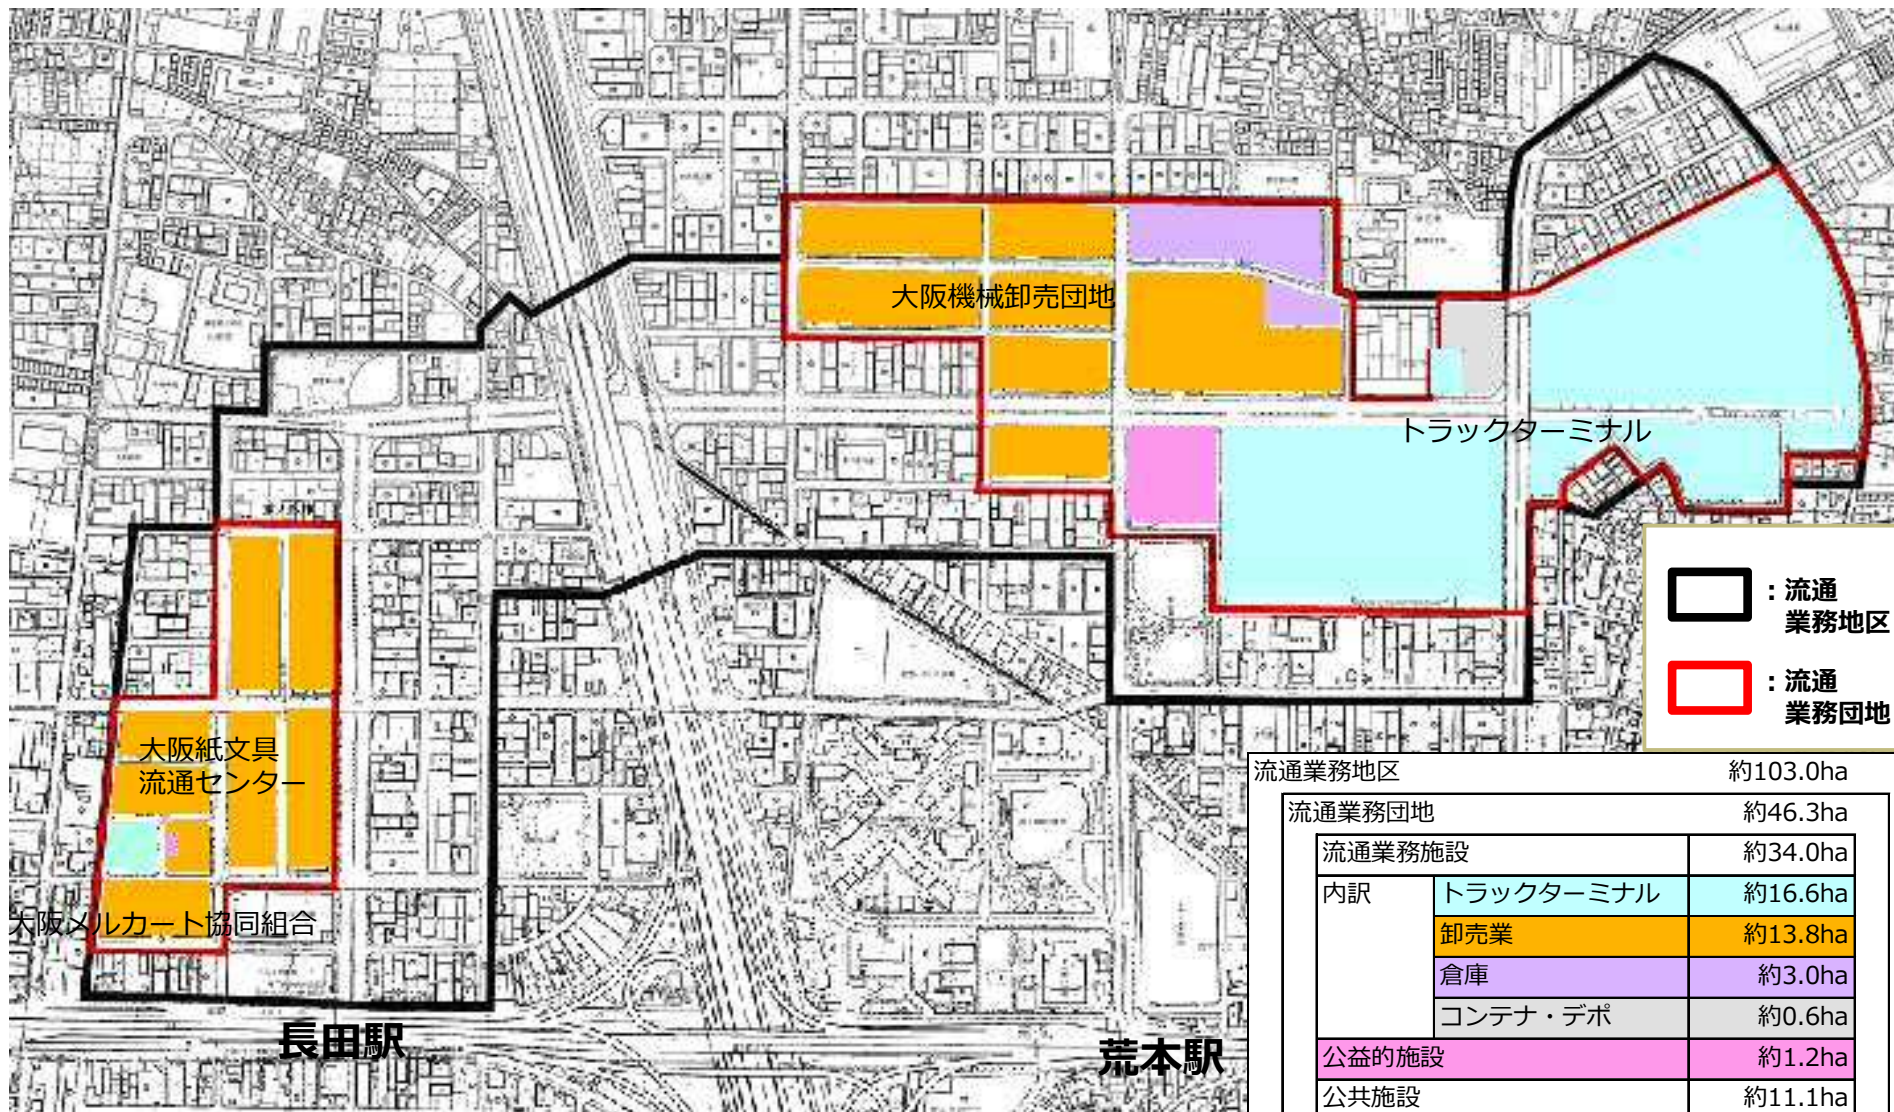 大阪機械卸売団地
トラックターミナル
：流通
業務地区
：流通
業務団地
大阪紙文具
流通センター
大阪メルカート協同組合
長田駅
荒本駅
流通業務地区 約103.0ha
流通業務団地 約46.3ha
流通業務施設 約34.0ha
内訳 トラックターミナル 約16.6ha
卸売業 約13.8ha
倉庫 約3.0ha
コンテナ・デポ 約0.6ha
公益的施設 約1.2ha
公共施設 約11.1ha